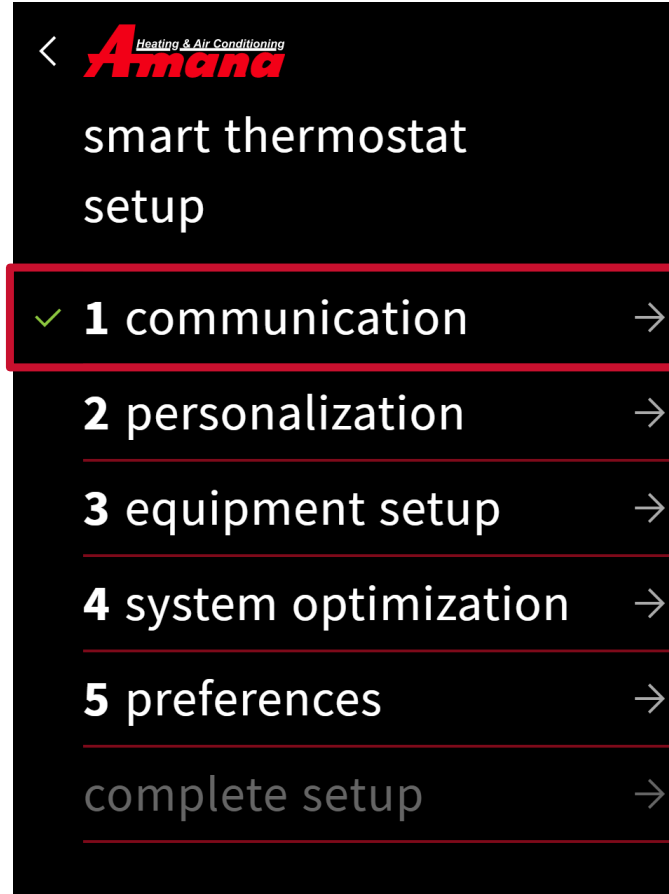 Heating & Air Conditioning
Amana
smart thermostat
setup
1 communication
2 personalization
3 equipment setup
4 system optimization
5 preferences
complete setup